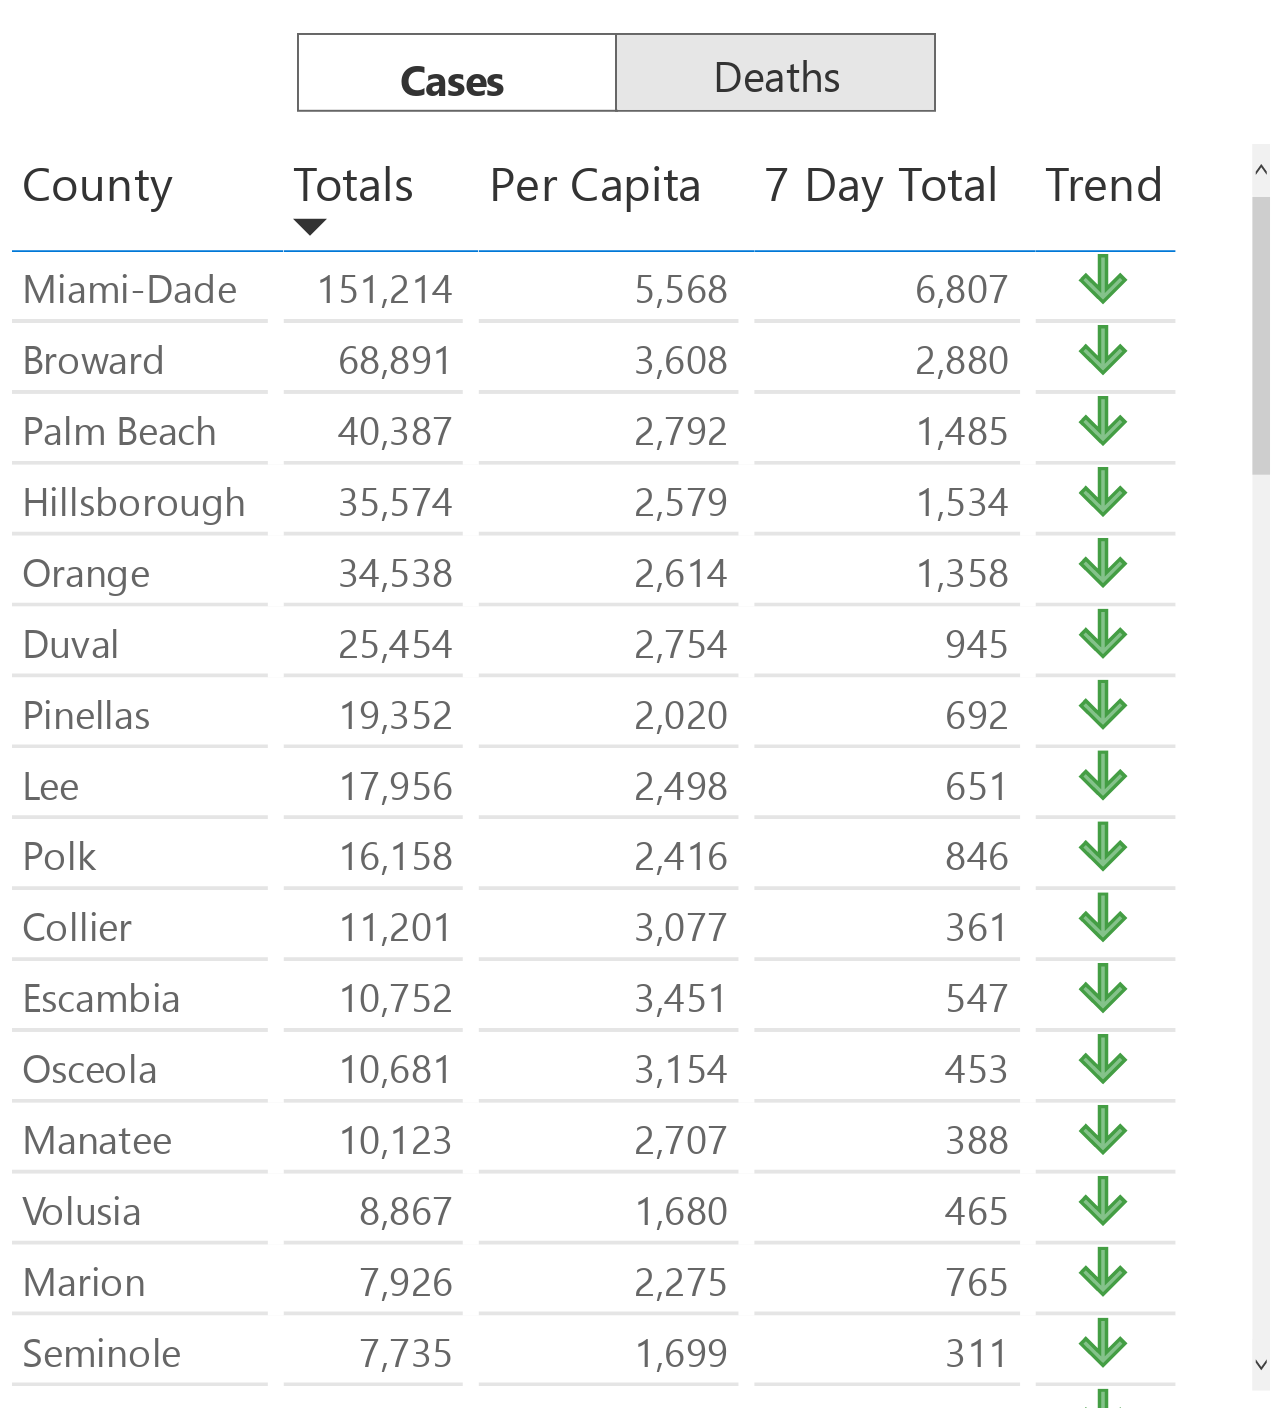 Cases Deaths
County Totals Per Capita 7 Day Total Trend
Miami-Dade 151,214 5,568 6,807
Broward 68,891 3,608 2,880
Palm Beach 40,387 2,792 1,485
Hillsborough 35,574 2,579 1,534
Orange 34,538 2,614 1,358
Duval 25,454 2,754 945
Pinellas 19,352 2,020 692
Lee 17,956 2,498 651
Polk 16,158 2,416 846
Collier 11,201 3,077 361
Escambia 10,752 3,451 547
Osceola 10,681 3,154 453
Manatee 10,123 2,707 388
Volusia 8,867 1,680 465
Marion 7,926 2,275 765
Seminole 7,735 1,699 311